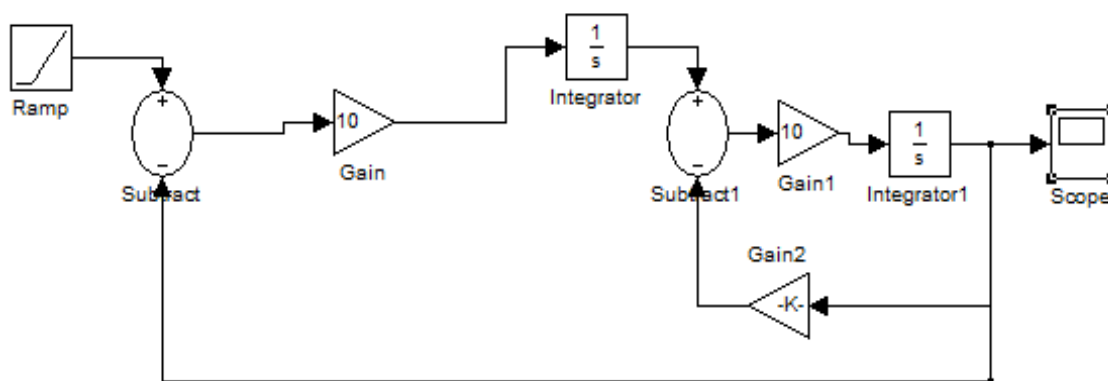 Ramp
+
−
Subtract
10
Gain
1
s
Integrator
+
−
Subtract1
10
Gain1
1
s
Integrator1
Scope
Gain2
-K-